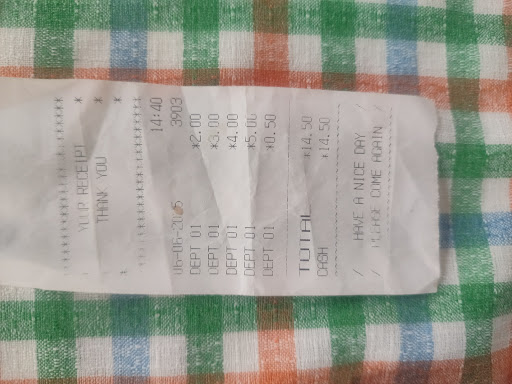 ********************
* YOUR RECEIPT *
* THANK YOU *
* *
********************
14:40
3903
DEPT 01 *2.00
DEPT 01 *3.00
DEPT 01 *4.00
DEPT 01 *5.00
DEPT 01 *0.50
TOTAL *14.50
CASH *14.50
/ HAVE A NICE DAY /
/ PLEASE COME AGAIN /